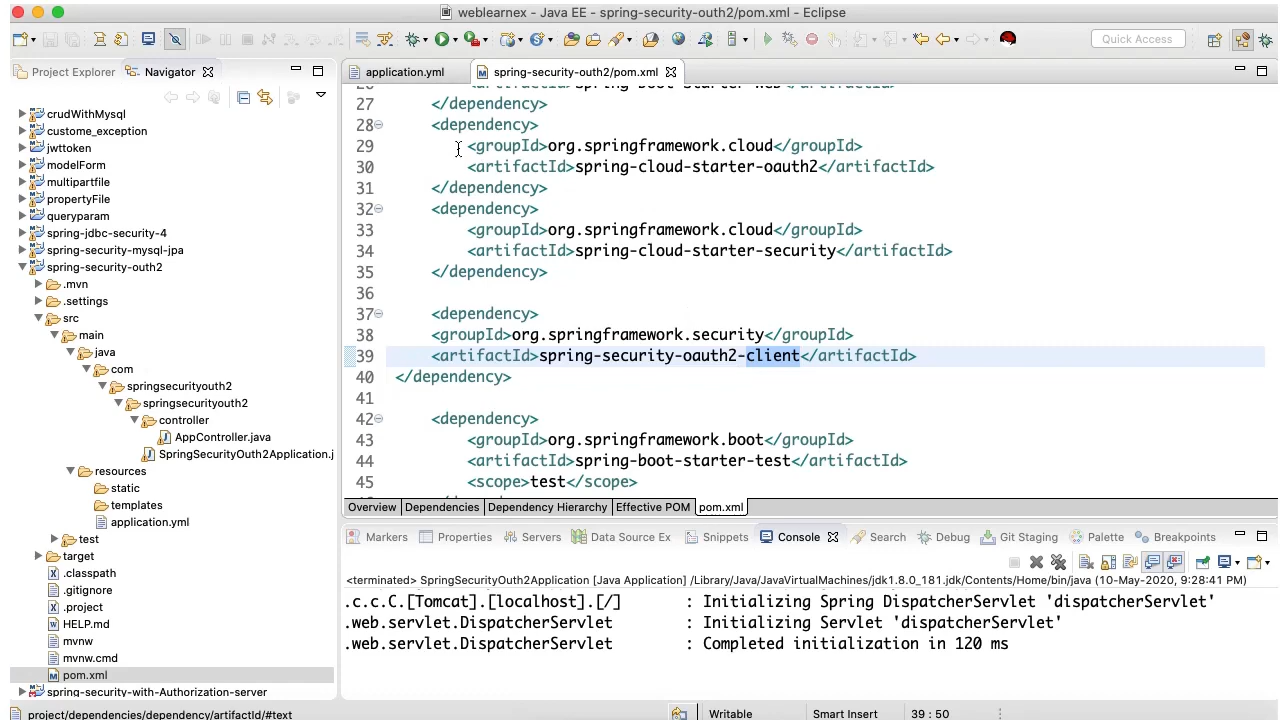 weblearnex - Java EE - spring-security-outh2/pom.xml - Eclipse
Quick Access
Project Explorer
Navigator
application.yml
spring-security-outh2/pom.xml
crudWithMysql
custome_exception
jwttoken
modelForm
multipartfile
propertyFile
queryparam
spring-jdbc-security-4
spring-security-mysql-jpa
spring-security-outh2
.mvn
.settings
src
main
java
com
springsecurityouth2
springsecurityouth2
controller
AppController.java
SpringSecurityOuth2Application.j
resources
static
templates
application.yml
test
target
.classpath
.gitignore
.project
HELP.md
mvnw
mvnw.cmd
pom.xml
spring-security-with-Authorization-server
26 <artifactId>spring-boot-starter-web</artifactId>
27 </dependency>
28 <dependency>
29 <groupId>org.springframework.cloud</groupId>
30 <artifactId>spring-cloud-starter-oauth2</artifactId>
31 </dependency>
32 <dependency>
33 <groupId>org.springframework.cloud</groupId>
34 <artifactId>spring-cloud-starter-security</artifactId>
35 </dependency>
36
37 <dependency>
38 <groupId>org.springframework.security</groupId>
39 <artifactId>spring-security-oauth2-client</artifactId>
40 </dependency>
41
42 <dependency>
43 <groupId>org.springframework.boot</groupId>
44 <artifactId>spring-boot-starter-test</artifactId>
45 <scope>test</scope>
Overview Dependencies Dependency Hierarchy Effective POM pom.xml
Markers Properties Servers Data Source Ex Snippets Console Search Debug Git Staging Palette Breakpoints
<terminated> SpringSecurityOuth2Application [Java Application] /Library/Java/JavaVirtualMachines/jdk1.8.0_181.jdk/Contents/Home/bin/java (10-May-2020, 9:28:41 PM)
.c.c.C.[Tomcat].[localhost].[/] : Initializing Spring DispatcherServlet 'dispatcherServlet'
.web.servlet.DispatcherServlet : Initializing Servlet 'dispatcherServlet'
.web.servlet.DispatcherServlet : Completed initialization in 120 ms
project/dependencies/dependency/artifactId/#text
Writable
Smart Insert
39 : 50